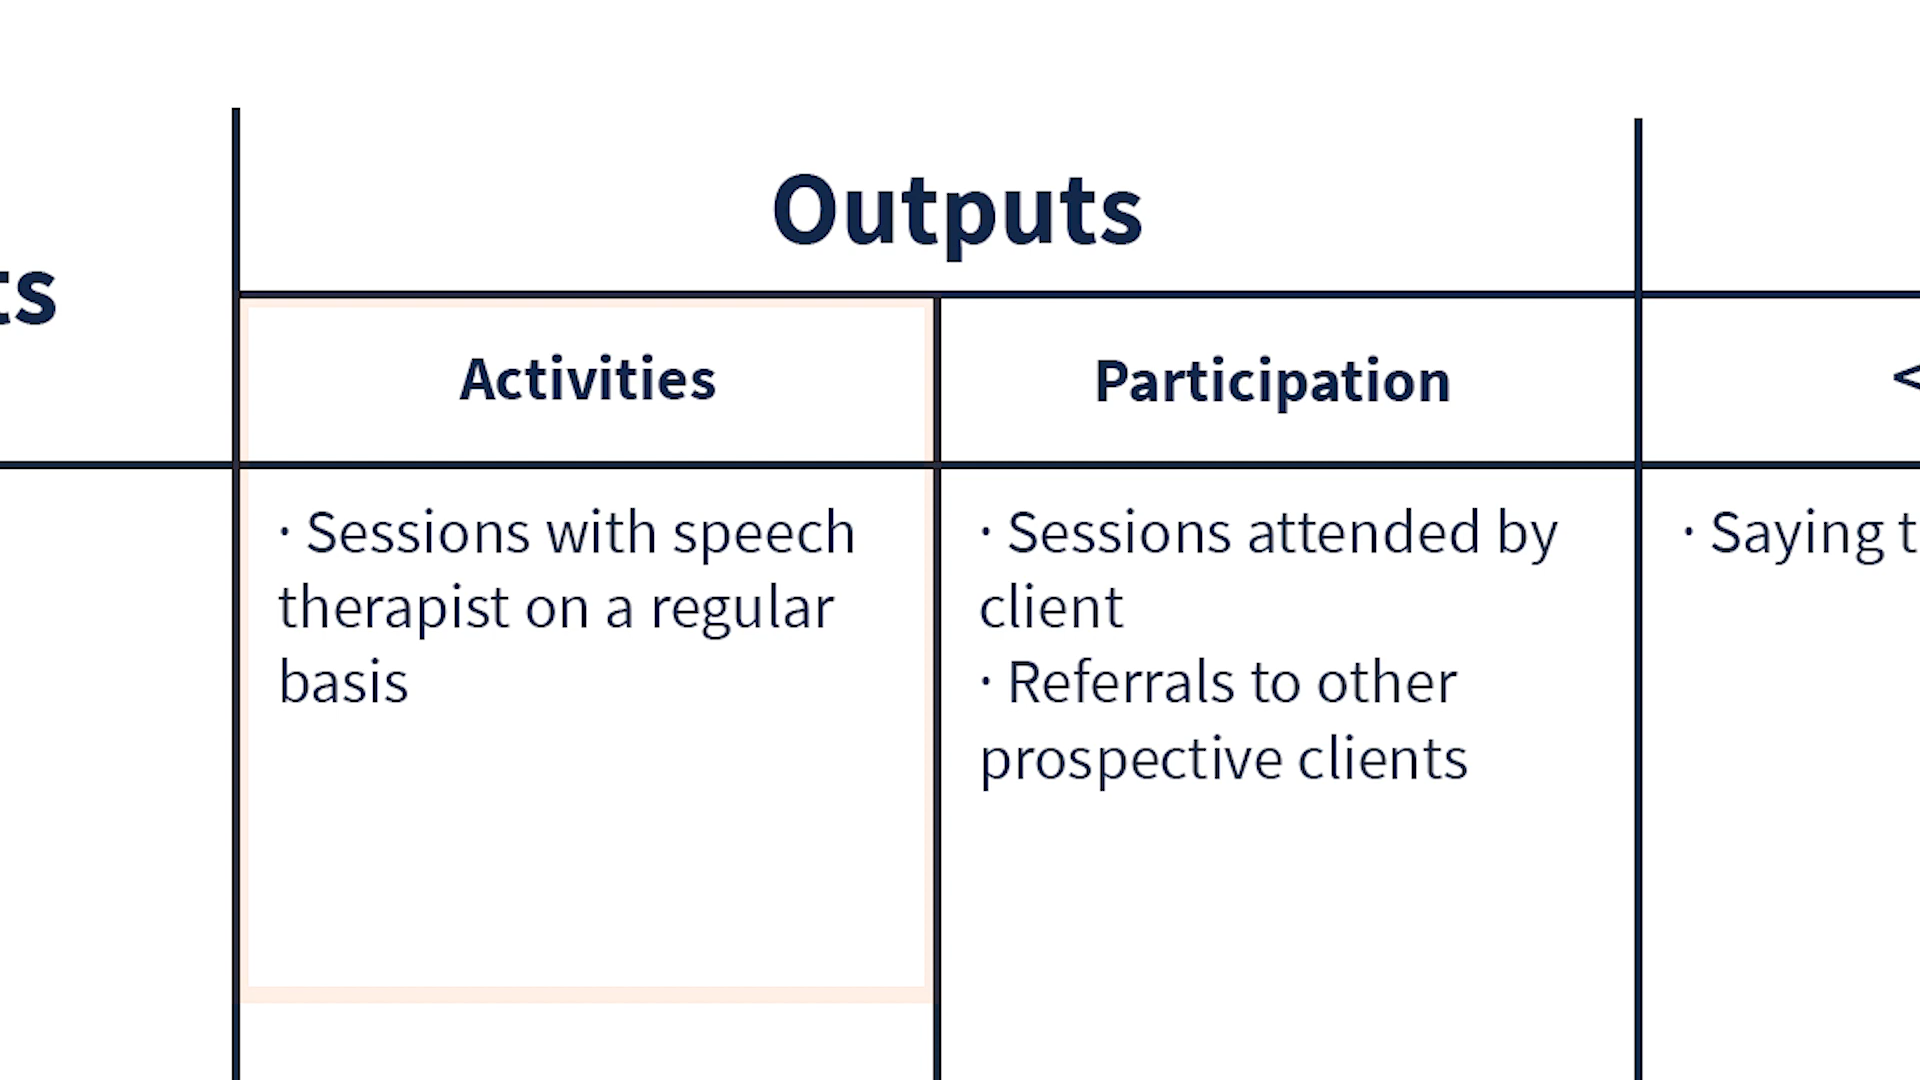 Outputs
ts
Activities
Participation
<
· Sessions with speech
therapist on a regular
basis
· Sessions attended by
client
· Referrals to other
prospective clients
· Saying t